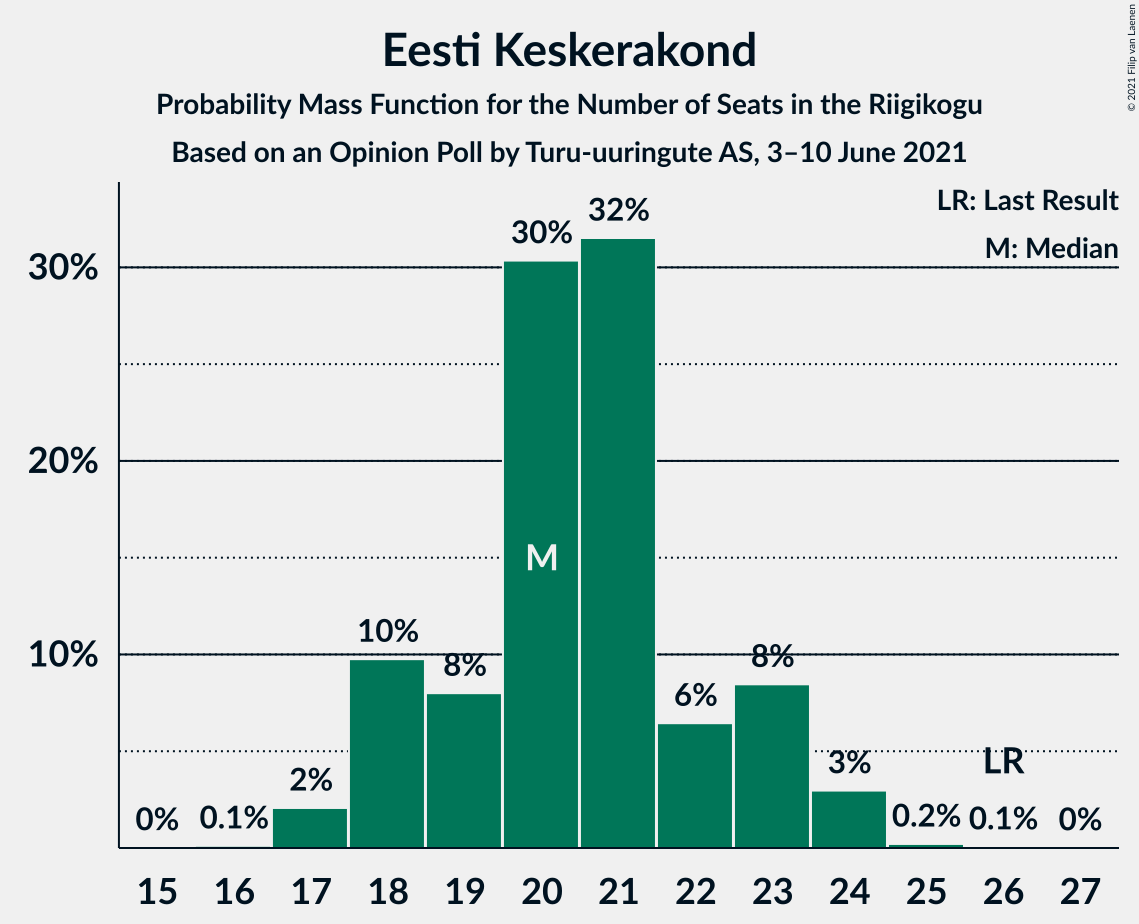 Eesti Keskerakond
Probability Mass Function for the Number of Seats in the Riigikogu
Based on an Opinion Poll by Turu-uuringute AS, 3–10 June 2021
© 2021 Filip van Laenen
LR: Last Result
M: Median
30%
20%
10%
0%
0.1%
2%
10%
8%
30%
M
32%
6%
8%
3%
0.2%
LR
0.1%
0%
15 16 17 18 19 20 21 22 23 24 25 26 27